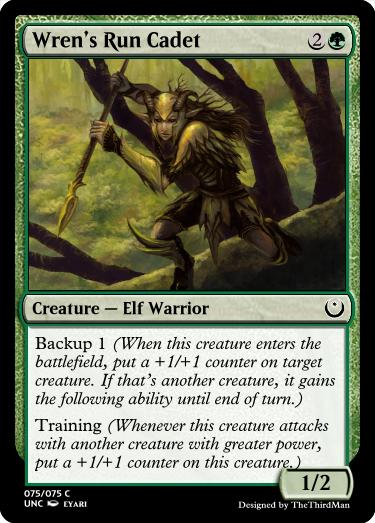 Wren's Run Cadet 2
Creature — Elf Warrior
Backup 1 (When this creature enters the
battlefield, put a +1/+1 counter on target
creature. If that's another creature, it gains
the following ability until end of turn.)
Training (Whenever this creature attacks
with another creature with greater power,
put a +1/+1 counter on this creature.)
1/2
075/075 C
UNC EYARI
Designed by TheThirdMan